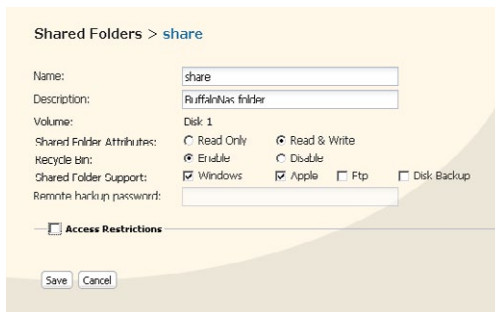 Shared Folders > share
Name: share
Description: BuffaloNas folder
Volume: Disk 1
Shared Folder Attributes: Read Only Read & Write
Recycle Bin: Enable Disable
Shared Folder Support: Windows Apple Ftp Disk Backup
Remote backup password:
Access Restrictions
Save Cancel